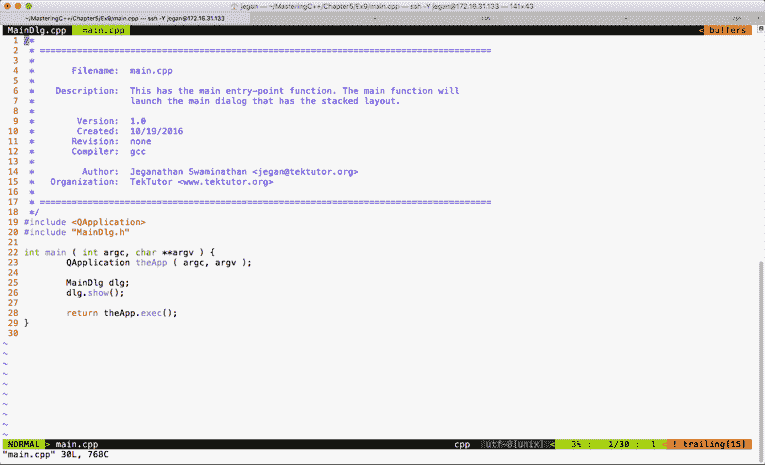 jegan — ~/MasteringC++/Chapter5/Ex9/main.cpp — ssh -Y jegan@172.16.31.133 — 141×43
~/MasteringC++/Chapter5/Ex9/main.cpp — ssh -Y jegan@172.16.31.133
MainDlg.cpp main.cpp < buffers
1 /*
2 * =====================================================================================
3 *
4 * Filename: main.cpp
5 *
6 * Description: This has the main entry-point function. The main function will
7 * launch the main dialog that has the stacked layout.
8 *
9 * Version: 1.0
10 * Created: 10/19/2016
11 * Revision: none
12 * Compiler: gcc
13 *
14 * Author: Jeganathan Swaminathan <jegan@tektutor.org>
15 * Organization: TekTutor <www.tektutor.org>
16 *
17 * =====================================================================================
18 */
19 #include <QApplication>
20 #include "MainDlg.h"
21
22 int main ( int argc, char **argv ) {
23 QApplication theApp ( argc, argv );
24
25 MainDlg dlg;
26 dlg.show();
27
28 return theApp.exec();
29 }
30
~
~
~
~
~
~
~
~
~
~
NORMAL > main.cpp cpp utf-8[unix] < 3% : 1/30 : 1 < ! trailing[15]
"main.cpp" 30L, 768C